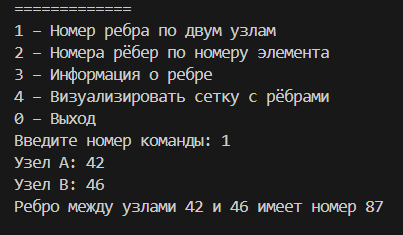 =============
1 – Номер ребра по двум узлам
2 – Номера рёбер по номеру элемента
3 – Информация о ребре
4 – Визуализировать сетку с рёбрами
0 – Выход
Введите номер команды: 1
Узел A: 42
Узел B: 46
Ребро между узлами 42 и 46 имеет номер 87